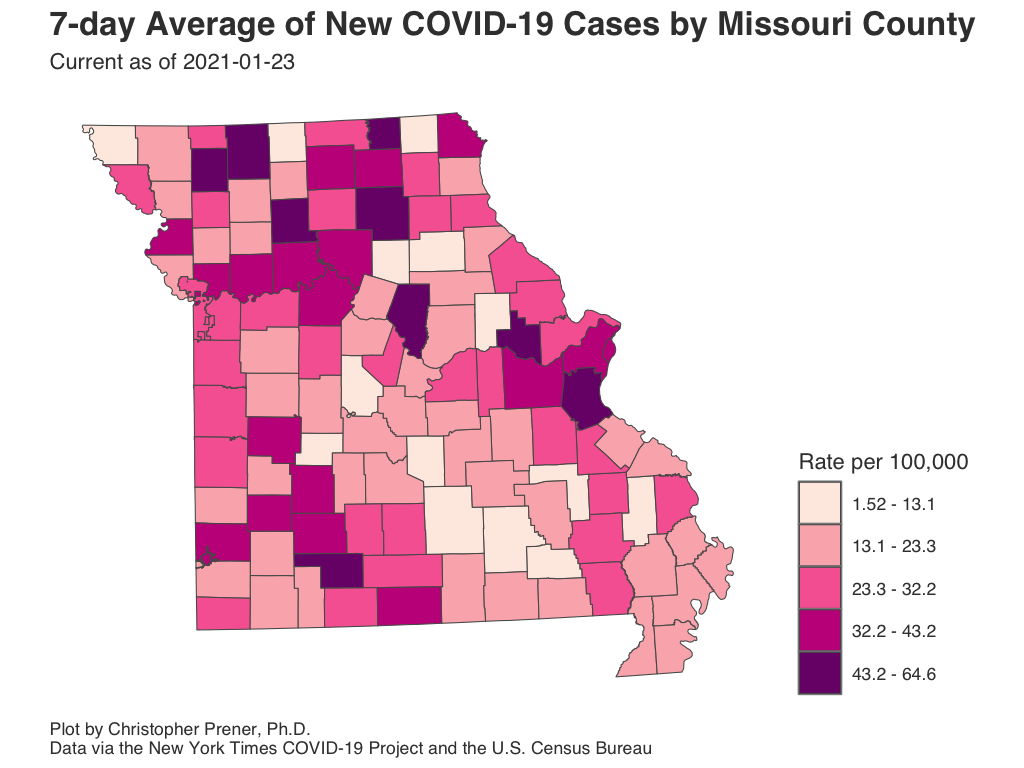 7-day Average of New COVID-19 Cases by Missouri County
Current as of 2021-01-23
Rate per 100,000
1.52 - 13.1
13.1 - 23.3
23.3 - 32.2
32.2 - 43.2
43.2 - 64.6
Plot by Christopher Prener, Ph.D.
Data via the New York Times COVID-19 Project and the U.S. Census Bureau